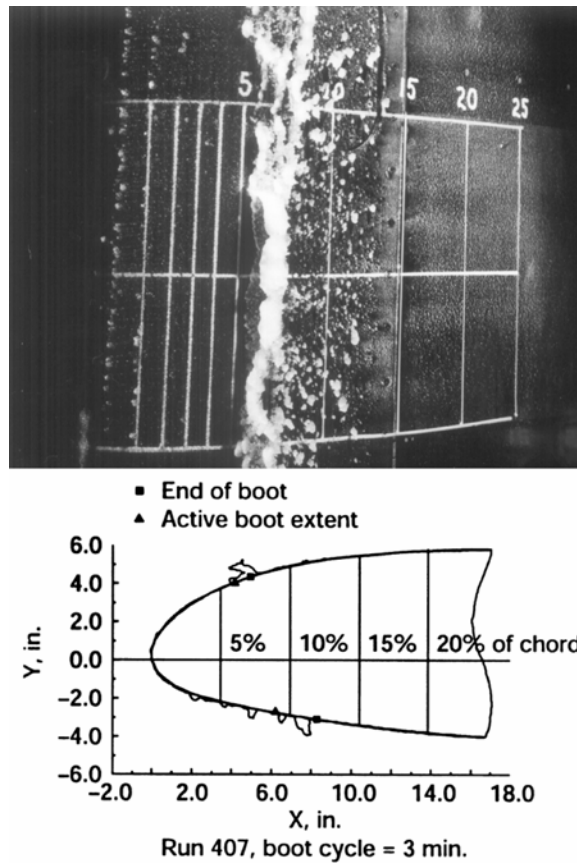 5 10 15 20 25
■ End of boot
▲ Active boot extent
6.0
4.0
2.0
0.0
-2.0
-4.0
-6.0
Y, in.
5% 10% 15% 20% of chord
-2.0 2.0 6.0 10.0 14.0 18.0
X, in.
Run 407, boot cycle = 3 min.